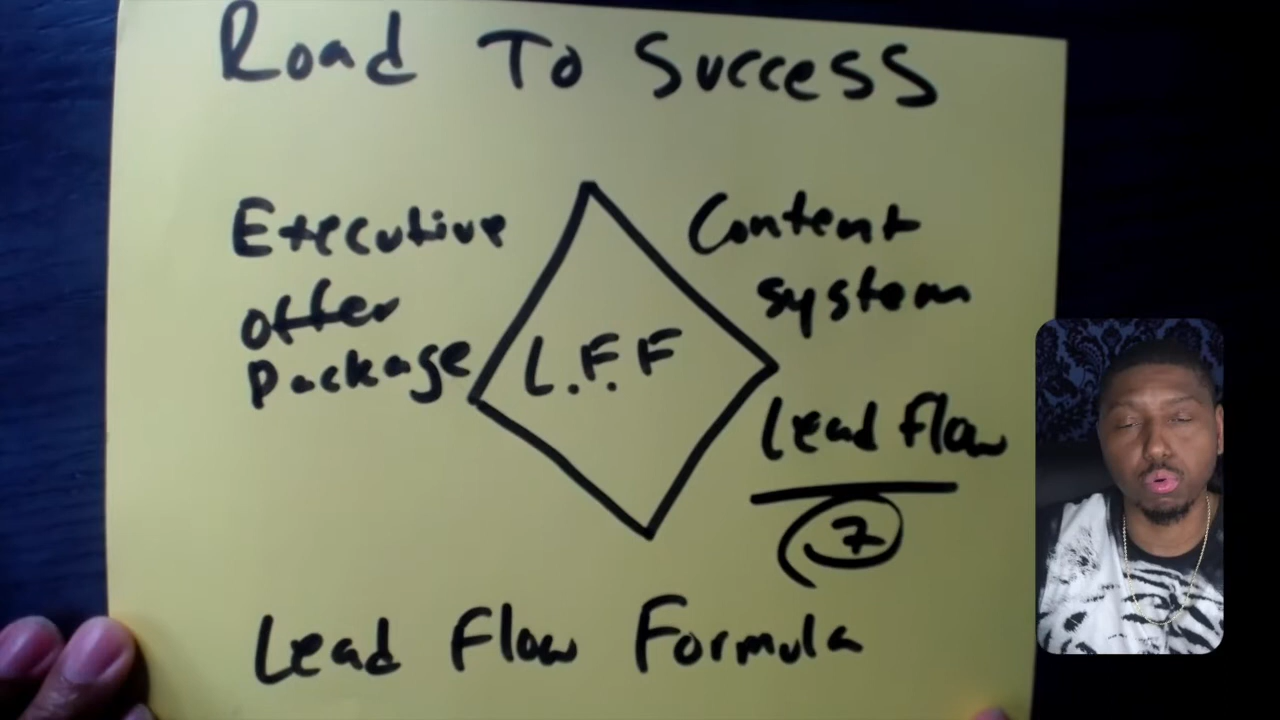 Road To Success
Executive
offer
Package
Content
system
L.F.F
Lead Flow
7
Lead Flow Formula